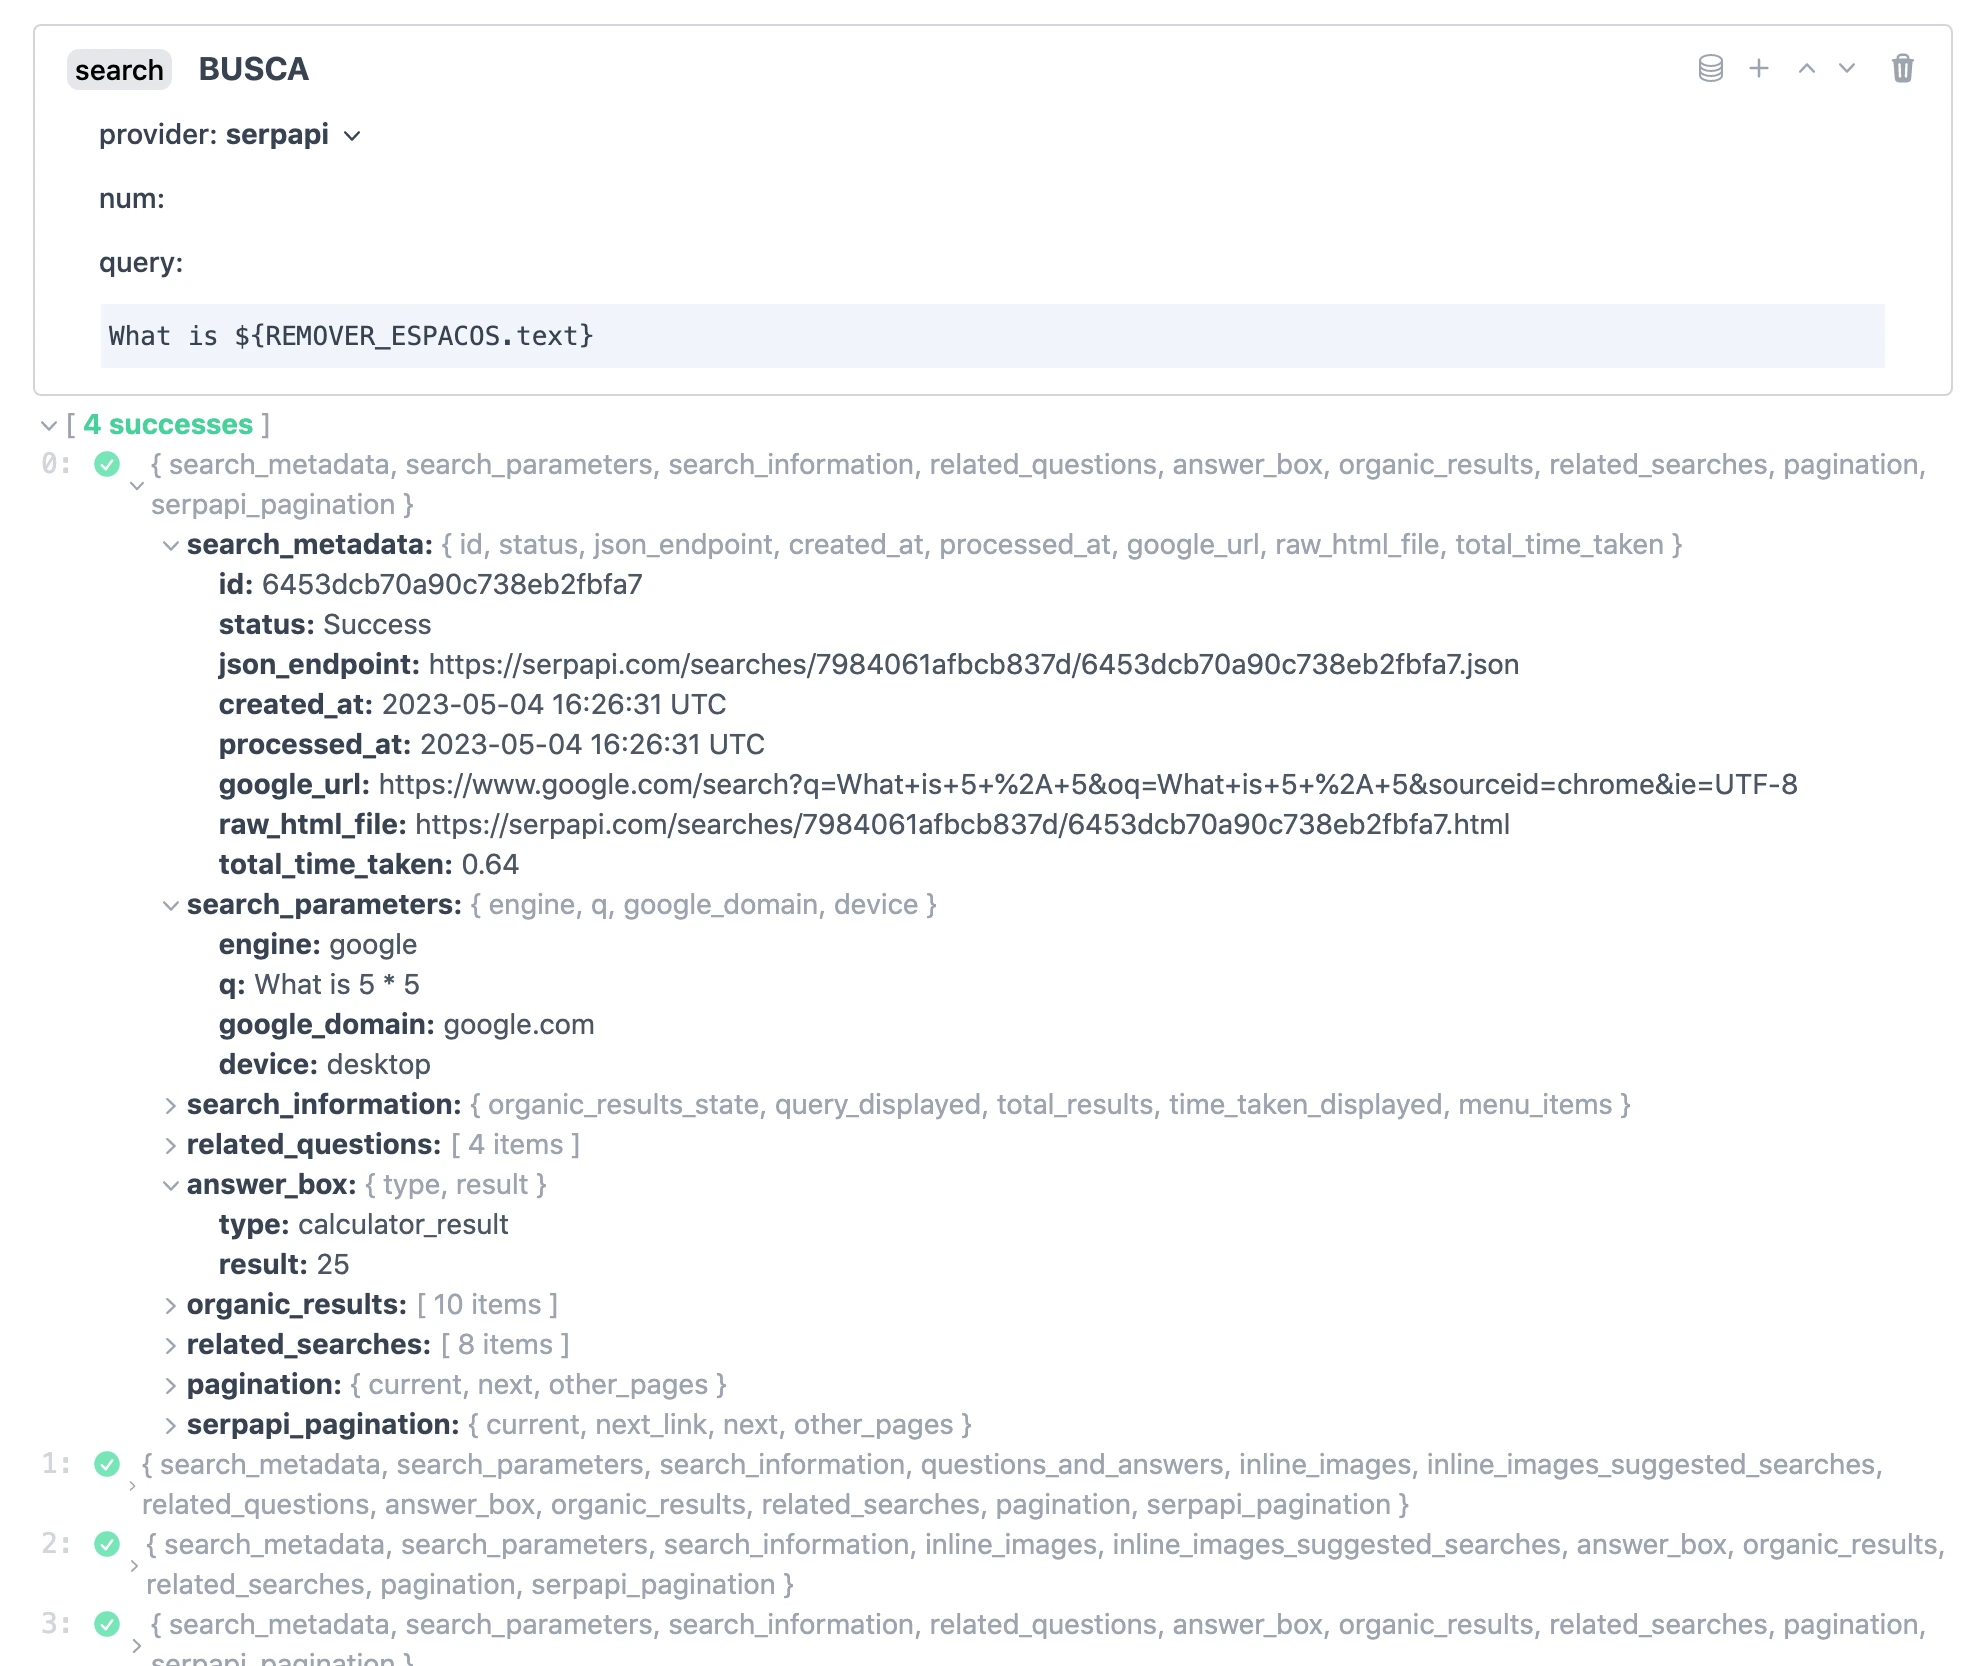 search BUSCA
provider: serpapi
num:
query:
What is ${REMOVER_ESPACOS.text}
[ 4 successes ]
0: { search_metadata, search_parameters, search_information, related_questions, answer_box, organic_results, related_searches, pagination,
serpapi_pagination }
search_metadata: { id, status, json_endpoint, created_at, processed_at, google_url, raw_html_file, total_time_taken }
id: 6453dcb70a90c738eb2fbfa7
status: Success
json_endpoint: https://serpapi.com/searches/7984061afbcb837d/6453dcb70a90c738eb2fbfa7.json
created_at: 2023-05-04 16:26:31 UTC
processed_at: 2023-05-04 16:26:31 UTC
google_url: https://www.google.com/search?q=What+is+5+%2A+5&oq=What+is+5+%2A+5&sourceid=chrome&ie=UTF-8
raw_html_file: https://serpapi.com/searches/7984061afbcb837d/6453dcb70a90c738eb2fbfa7.html
total_time_taken: 0.64
search_parameters: { engine, q, google_domain, device }
engine: google
q: What is 5 * 5
google_domain: google.com
device: desktop
search_information: { organic_results_state, query_displayed, total_results, time_taken_displayed, menu_items }
related_questions: [ 4 items ]
answer_box: { type, result }
type: calculator_result
result: 25
organic_results: [ 10 items ]
related_searches: [ 8 items ]
pagination: { current, next, other_pages }
serpapi_pagination: { current, next_link, next, other_pages }
1: { search_metadata, search_parameters, search_information, questions_and_answers, inline_images, inline_images_suggested_searches,
related_questions, answer_box, organic_results, related_searches, pagination, serpapi_pagination }
2: { search_metadata, search_parameters, search_information, inline_images, inline_images_suggested_searches, answer_box, organic_results,
related_searches, pagination, serpapi_pagination }
3: { search_metadata, search_parameters, search_information, related_questions, answer_box, organic_results, related_searches, pagination,
serpapi_pagination }